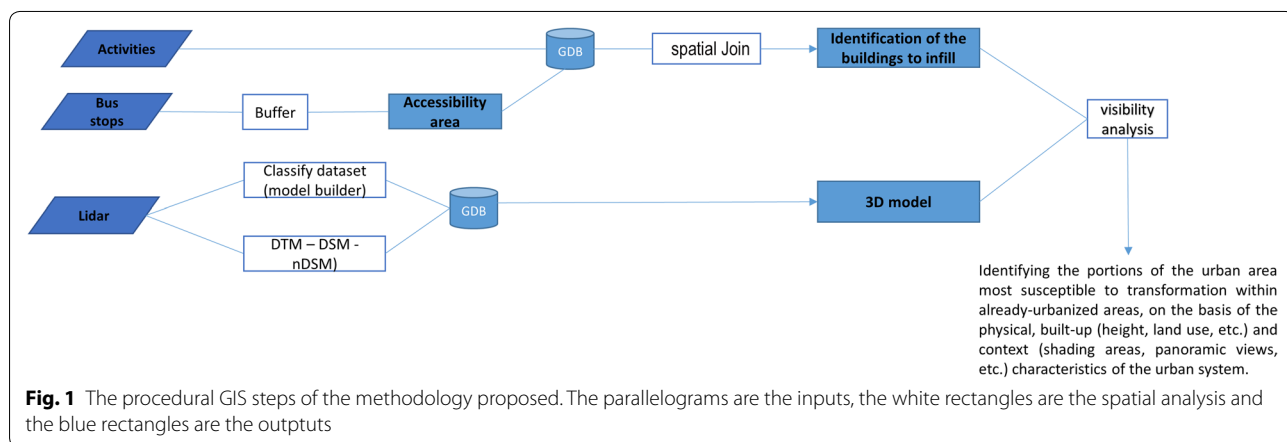 Activities
GDB
spatial Join
Identification of the
buildings to infill
Bus
stops
Buffer
Accessibility
area
visibility
analysis
Classify dataset
(model builder)
Lidar
GDB
3D model
DTM – DSM -
nDSM)
Identifying the portions of the urban area
most susceptible to transformation within
already-urbanized areas, on the basis of the
physical, built-up (height, land use, etc.) and
context (shading areas, panoramic views,
etc.) characteristics of the urban system.
Fig. 1 The procedural GIS steps of the methodology proposed. The parallelograms are the inputs, the white rectangles are the spatial analysis and
the blue rectangles are the outptuts